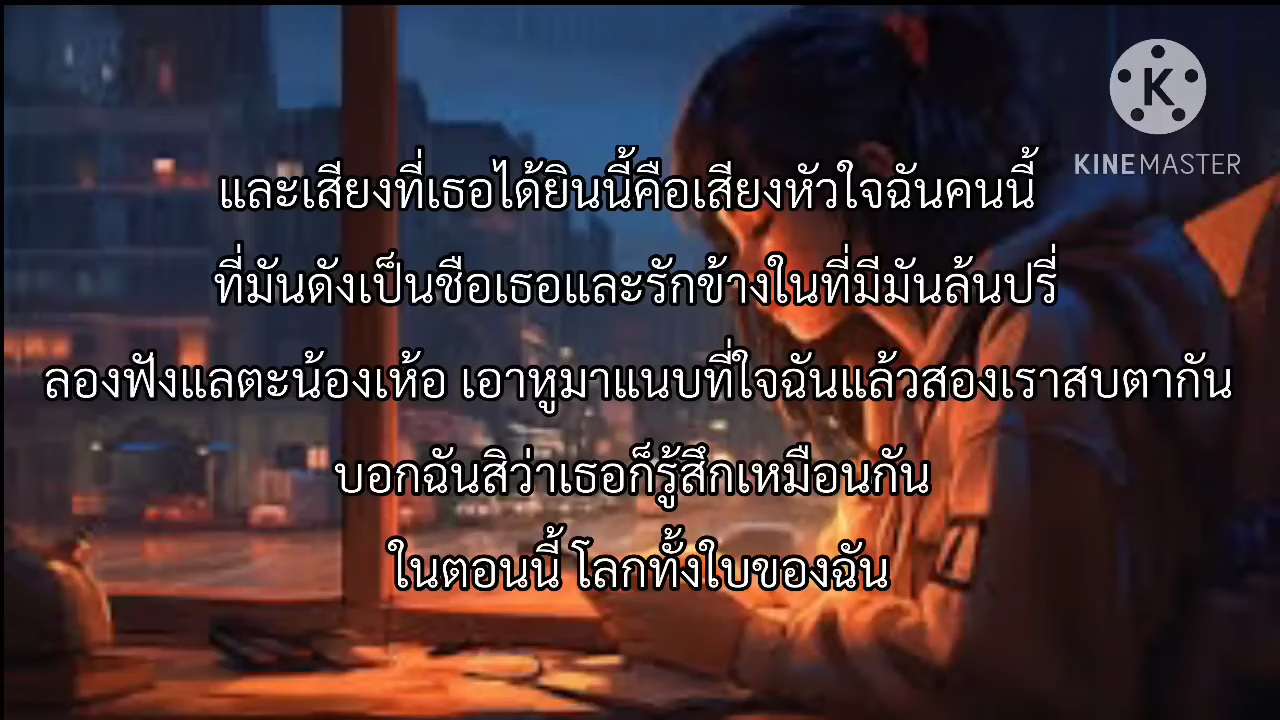 KINEMASTER
และเสียงที่เธอได้ยินนี้คือเสียงหัวใจฉันคนนี้
ที่มันดังเป็นชือเธอและรักข้างในที่มีมันล้นปรี่
ลองฟังแลตะน้องเห้อ เอาหูมาแนบที่ใจฉันแล้วสองเราสบตากัน
บอกฉันสิว่าเธอก็รู้สึกเหมือนกัน
ในตอนนี้ โลกทั้งใบของฉัน